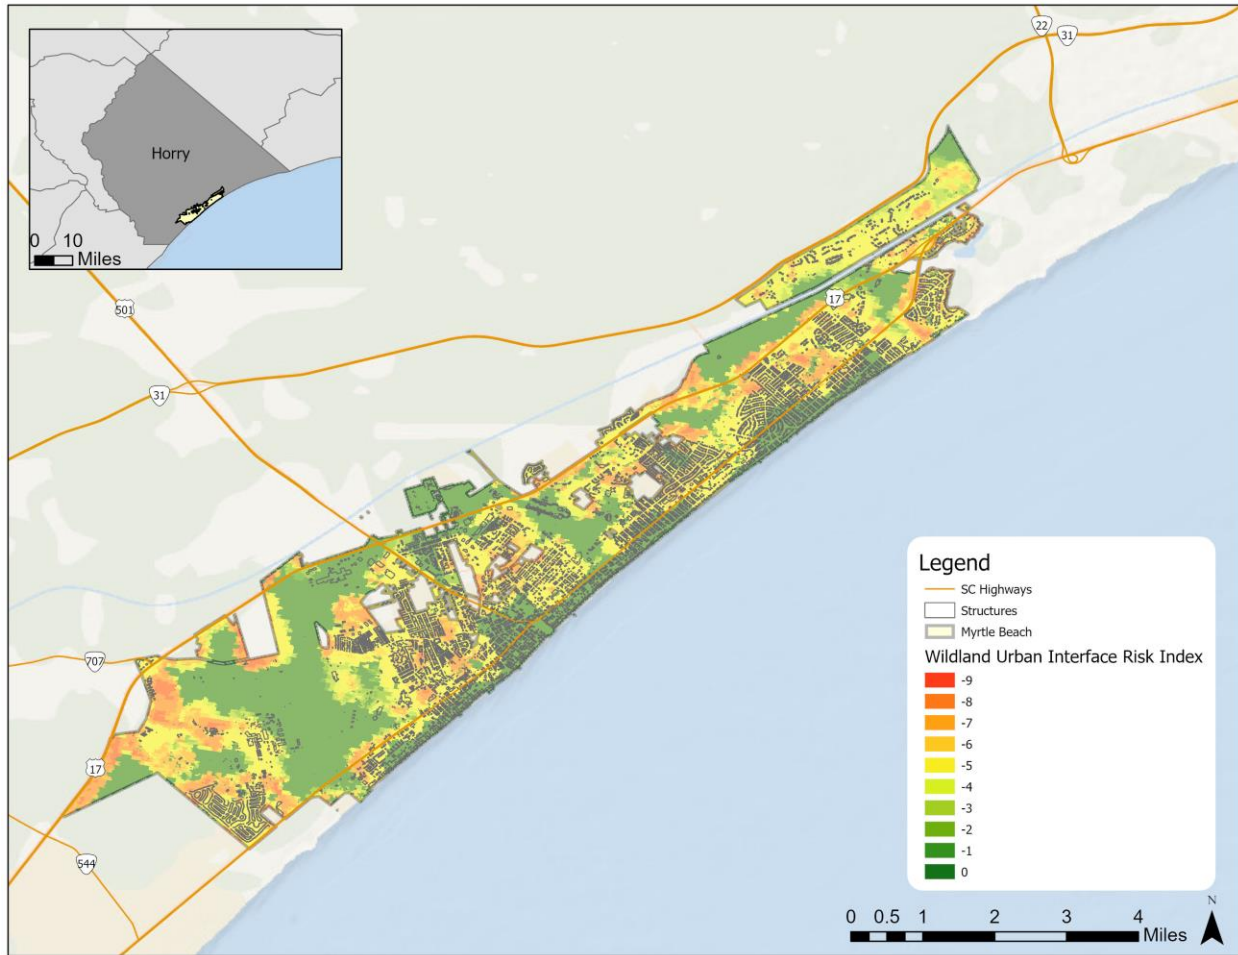 22
31
Horry
0 10
Miles
501
17
31
707
17
544
Legend
SC Highways
Structures
Myrtle Beach
Wildland Urban Interface Risk Index
-9
-8
-7
-6
-5
-4
-3
-2
-1
0
N
0 0.5 1 2 3 4
Miles